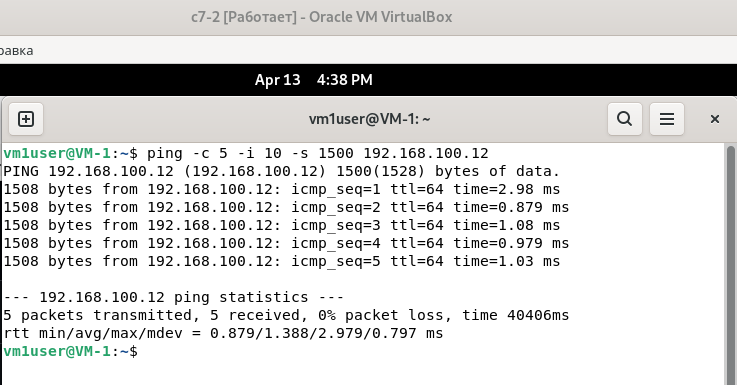 c7-2 [Работает] - Oracle VM VirtualBox
равка
Apr 13 4:38 PM
vm1user@VM-1: ~
vm1user@VM-1:~$ ping -c 5 -i 10 -s 1500 192.168.100.12
PING 192.168.100.12 (192.168.100.12) 1500(1528) bytes of data.
1508 bytes from 192.168.100.12: icmp_seq=1 ttl=64 time=2.98 ms
1508 bytes from 192.168.100.12: icmp_seq=2 ttl=64 time=0.879 ms
1508 bytes from 192.168.100.12: icmp_seq=3 ttl=64 time=1.08 ms
1508 bytes from 192.168.100.12: icmp_seq=4 ttl=64 time=0.979 ms
1508 bytes from 192.168.100.12: icmp_seq=5 ttl=64 time=1.03 ms
--- 192.168.100.12 ping statistics ---
5 packets transmitted, 5 received, 0% packet loss, time 40406ms
rtt min/avg/max/mdev = 0.879/1.388/2.979/0.797 ms
vm1user@VM-1:~$